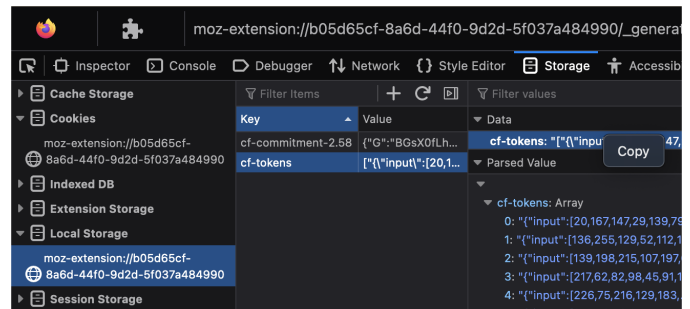 moz-extension://b05d65cf-8a6d-44f0-9d2d-5f037a484990/_generat
Inspector Console Debugger Network {} Style Editor Storage Accessib
Cache Storage
Cookies
moz-extension://b05d65cf-
8a6d-44f0-9d2d-5f037a484990
Indexed DB
Extension Storage
Local Storage
moz-extension://b05d65cf-
8a6d-44f0-9d2d-5f037a484990
Session Storage
Filter Items
Key Value
cf-commitment-2.58 {"G":"BGsX0fLh...
cf-tokens ["{\"input\":[20,1...
Filter values
Data
cf-tokens: "["{\"inpu 47,
Copy
Parsed Value
cf-tokens: Array
0: "{"input":[20,167,147,29,139,79
1: "{"input":[136,255,129,52,112,1
2: "{"input":[139,198,215,107,197,
3: "{"input":[217,62,82,98,45,91,1
4: "{"input":[226,75,216,129,183,